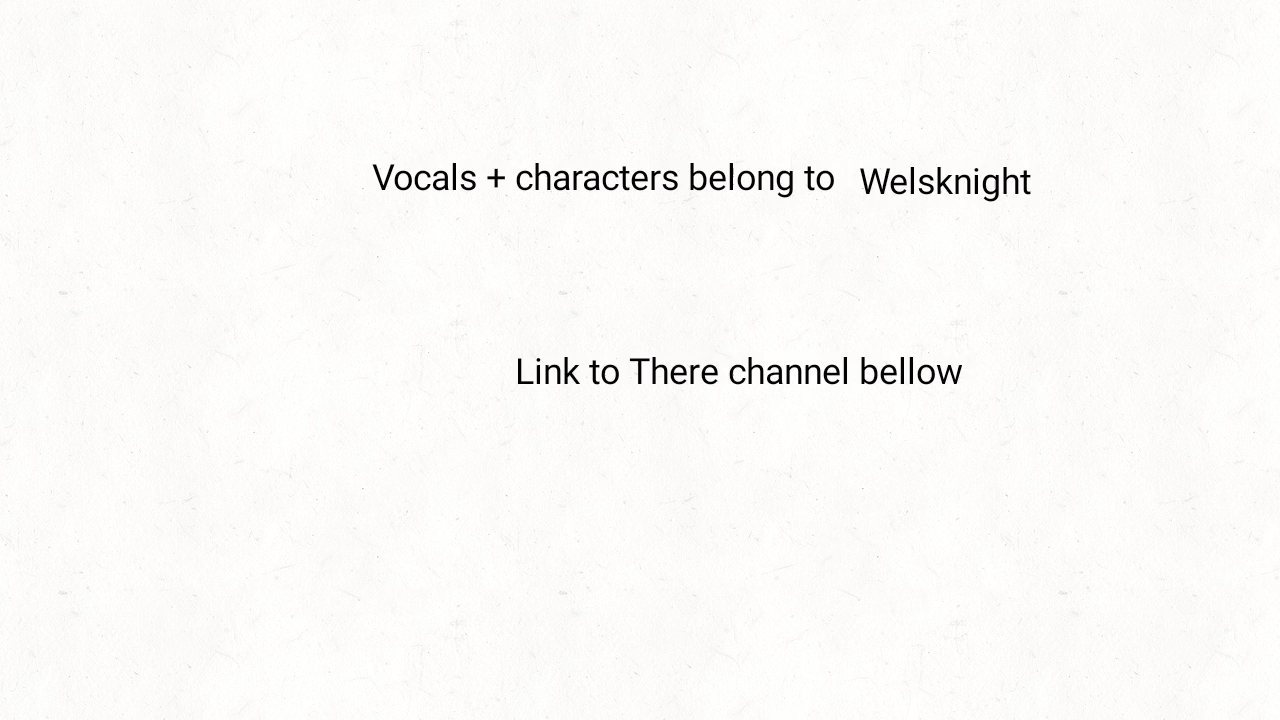 Vocals + characters belong to Welsknight
Link to There channel bellow